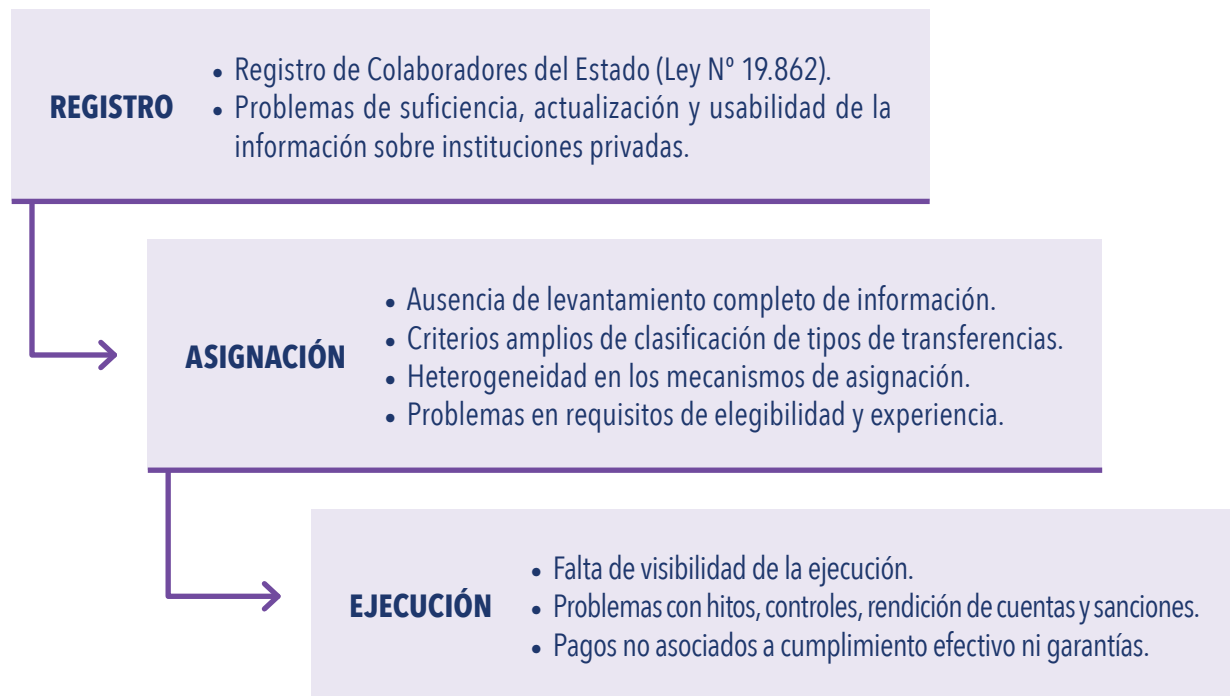 REGISTRO
• Registro de Colaboradores del Estado (Ley Nº 19.862).
• Problemas de suficiencia, actualización y usabilidad de la
información sobre instituciones privadas.
ASIGNACIÓN
• Ausencia de levantamiento completo de información.
• Criterios amplios de clasificación de tipos de transferencias.
• Heterogeneidad en los mecanismos de asignación.
• Problemas en requisitos de elegibilidad y experiencia.
EJECUCIÓN
• Falta de visibilidad de la ejecución.
• Problemas con hitos, controles, rendición de cuentas y sanciones.
• Pagos no asociados a cumplimiento efectivo ni garantías.